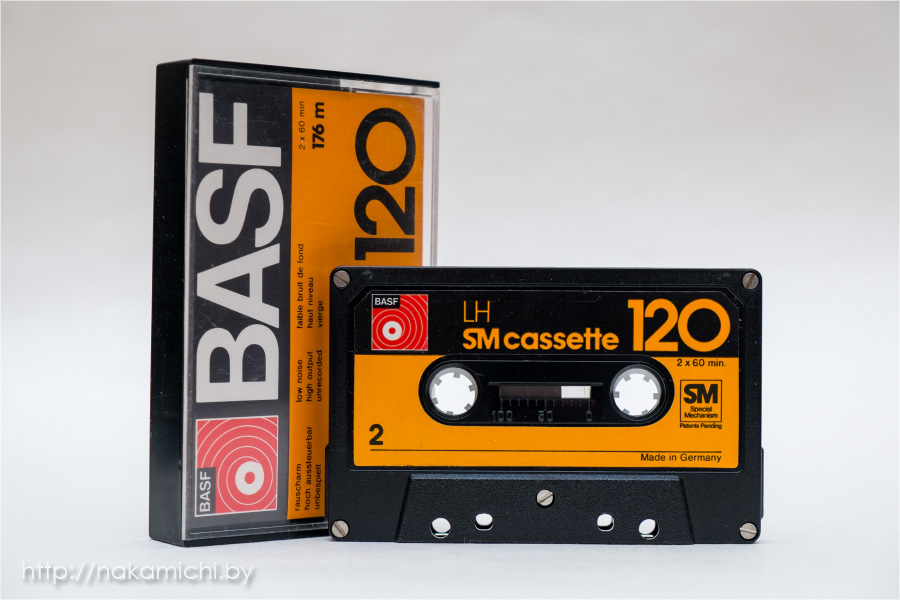 BASF
2 x 60 min
176 m
120
rauscharm
hoch aussteuerbar
unbespielt
low noise
high output
unrecorded
faible bruit de fond
haut niveau
vierge
BASF
BASF
LH
SM cassette 120
2 x 60 min.
100 50 0
SM
Special
Mechanism
Patents Pending
2
Made in Germany
http://nakamichi.by